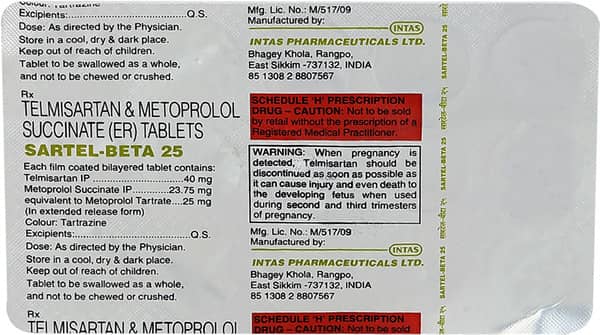 Colour: Tartrazine
Excipients:..............................Q.S.
Dose: As directed by the Physician.
Store in a cool, dry & dark place.
Keep out of reach of children.
Tablet to be swallowed as a whole,
and not to be chewed or crushed.
Rx
TELMISARTAN & METOPROLOL
SUCCINATE (ER) TABLETS
SARTEL-BETA 25
Each film coated bilayered tablet contains:
Telmisartan IP.........................40 mg
Metoprolol Succinate IP..........23.75 mg
equivalent to Metoprolol Tartrate....25 mg
(In extended release form)
Colour: Tartrazine
Excipients:..............................Q.S.
Dose: As directed by the Physician.
Store in a cool, dry & dark place.
Keep out of reach of children.
Tablet to be swallowed as a whole,
and not to be chewed or crushed.
Rx
TELMISARTAN & METOPROLOL
Mfg. Lic. No.: M/517/09
Manufactured by:
INTAS
INTAS PHARMACEUTICALS LTD.
Bhagey Khola, Rangpo,
East Sikkim -737132, INDIA
85 1308 2 8807567
SCHEDULE 'H' PRESCRIPTION
DRUG – CAUTION: Not to be sold
by retail without the prescription of a
Registered Medical Practitioner.
WARNING: When pregnancy is
detected, Telmisartan should be
discontinued as soon as possible as
it can cause injury and even death to
the developing fetus when used
during second and third trimesters
of pregnancy.
Mfg. Lic. No.: M/517/09
Manufactured by:
INTAS
INTAS PHARMACEUTICALS LTD.
Bhagey Khola, Rangpo,
East Sikkim -737132, INDIA
85 1308 2 8807567
SCHEDULE 'H' PRESCRIPTION
DRUG – CAUTION: Not to be sold
SARTEL-BETA 25
SARTEL-BETA 25
SARTEL-BETA 25